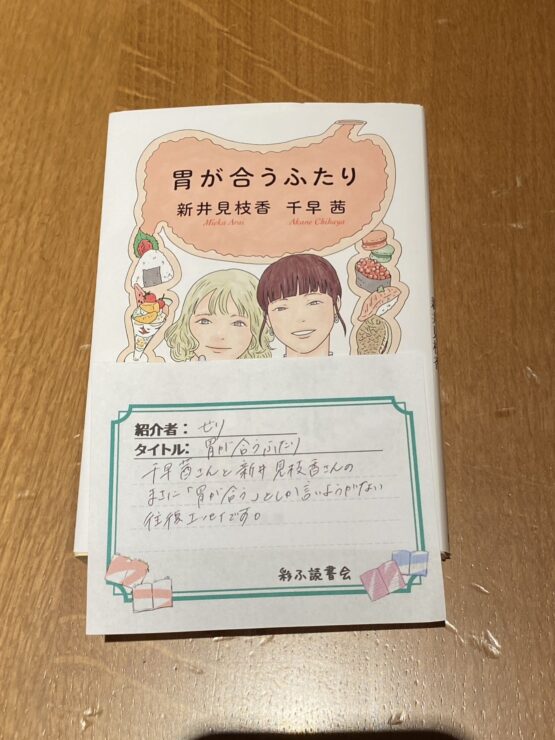 胃が合うふたり
新井見枝香 千早 茜
Mieka Arai Akane Chihaya
紹介者： ぜり
タイトル： 胃が合うふたり
千早茜さんと新井見枝香さんの
まさに「胃が合う」としか言いようがない
往復エッセイです。
彩ふ読書会